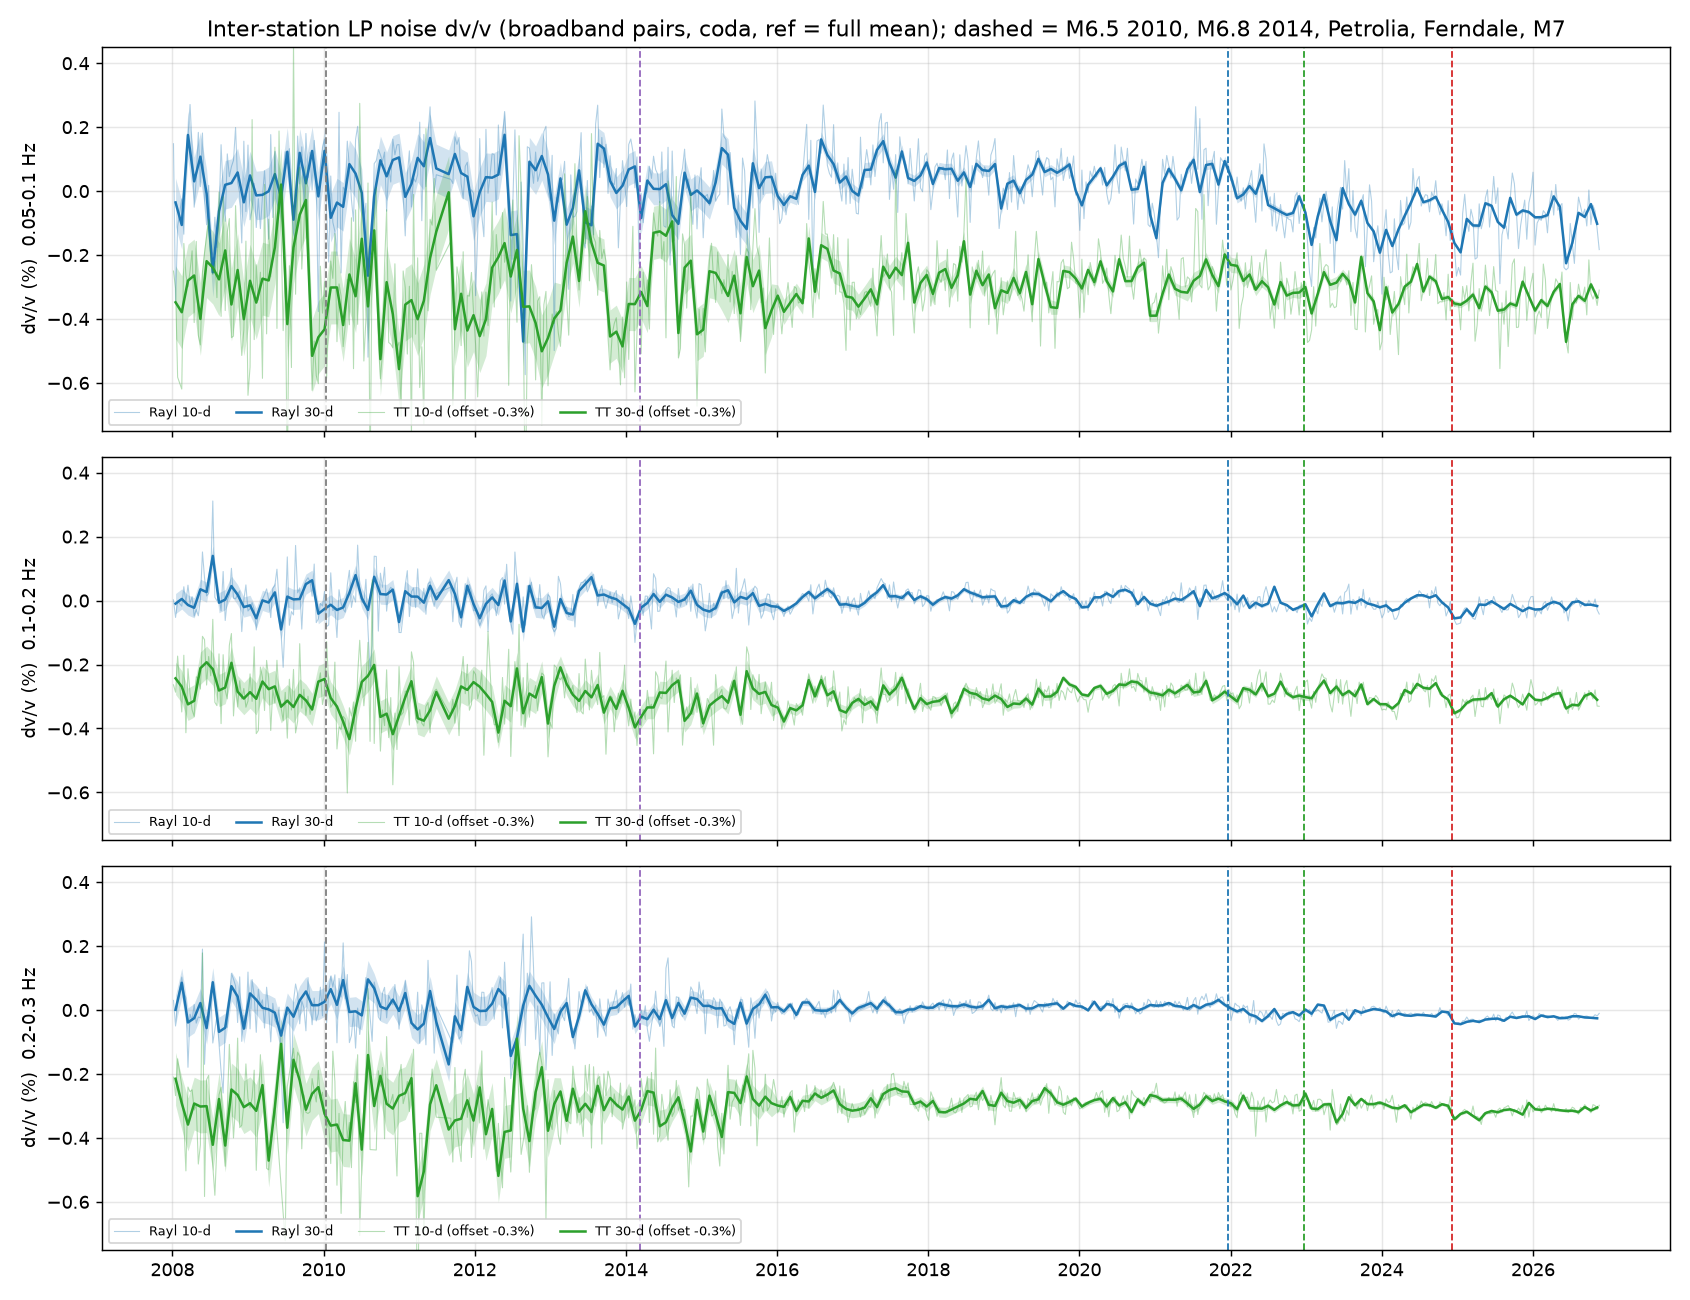 Inter-station LP noise dv/v (broadband pairs, coda, ref = full mean); dashed = M6.5 2010, M6.8 2014, Petrolia, Ferndale, M7
dv/v (%)  0.05-0.1 Hz
0.4
0.2
0.0
−0.2
−0.4
−0.6
Rayl 10-d Rayl 30-d TT 10-d (offset -0.3%) TT 30-d (offset -0.3%)
dv/v (%)  0.1-0.2 Hz
0.4
0.2
0.0
−0.2
−0.4
−0.6
Rayl 10-d Rayl 30-d TT 10-d (offset -0.3%) TT 30-d (offset -0.3%)
dv/v (%)  0.2-0.3 Hz
0.4
0.2
0.0
−0.2
−0.4
−0.6
Rayl 10-d Rayl 30-d TT 10-d (offset -0.3%) TT 30-d (offset -0.3%)
2008 2010 2012 2014 2016 2018 2020 2022 2024 2026